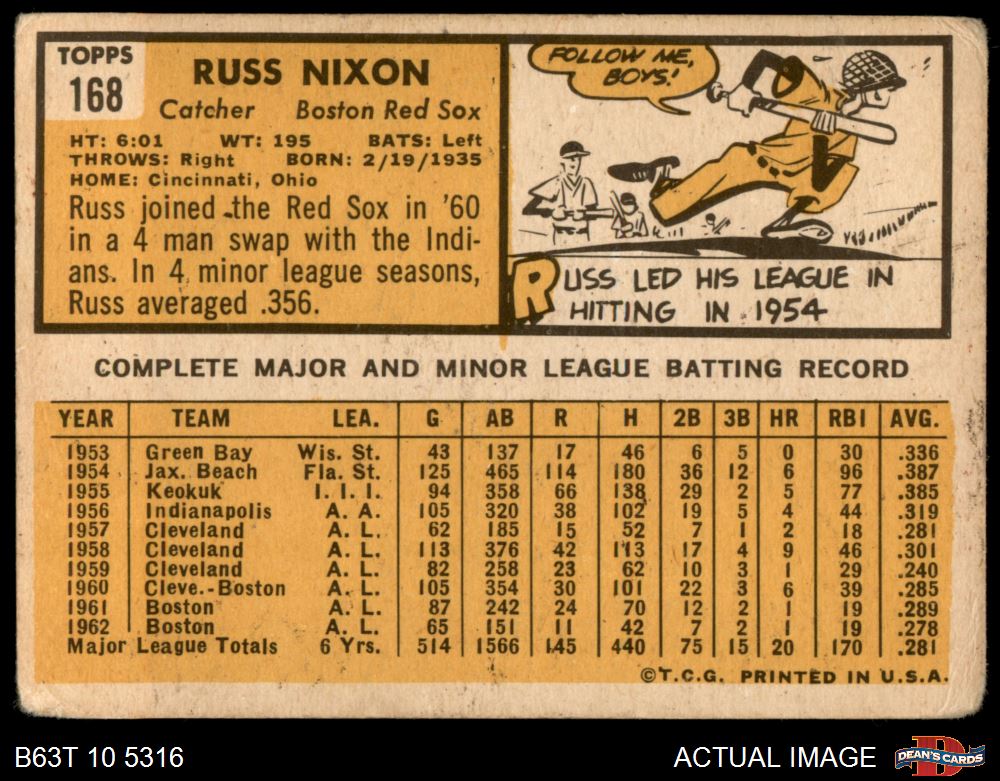 TOPPS
168
RUSS NIXON
Catcher Boston Red Sox
HT: 6:01 WT: 195 BATS: Left
THROWS: Right BORN: 2/19/1935
HOME: Cincinnati, Ohio
Russ joined the Red Sox in '60
in a 4 man swap with the Indi-
ans. In 4 minor league seasons,
Russ averaged .356.
FOLLOW ME,
BOYS!
RUSS LED HIS LEAGUE IN
HITTING IN 1954
COMPLETE MAJOR AND MINOR LEAGUE BATTING RECORD
YEAR TEAM LEA. G AB R H 2B 3B HR RBI AVG.
1953 Green Bay Wis. St. 43 137 17 46 6 5 0 30 .336
1954 Jax. Beach Fla. St. 125 465 114 180 36 12 6 96 .387
1955 Keokuk I. I. I. 94 358 66 138 29 2 5 77 .385
1956 Indianapolis A. A. 105 320 38 102 19 5 4 44 .319
1957 Cleveland A. L. 62 185 15 52 7 1 2 18 .281
1958 Cleveland A. L. 113 376 42 113 17 4 9 46 .301
1959 Cleveland A. L. 82 258 23 62 10 3 1 29 .240
1960 Cleve.-Boston A. L. 105 354 30 101 22 3 6 39 .285
1961 Boston A. L. 87 242 24 70 12 2 1 19 .289
1962 Boston A. L. 65 151 11 42 7 2 1 19 .278
Major League Totals 6 Yrs. 514 1566 145 440 75 15 20 170 .281
©T.C.G. PRINTED IN U.S.A.
B63T 10 5316
ACTUAL IMAGE
D
DEAN'S CARDS